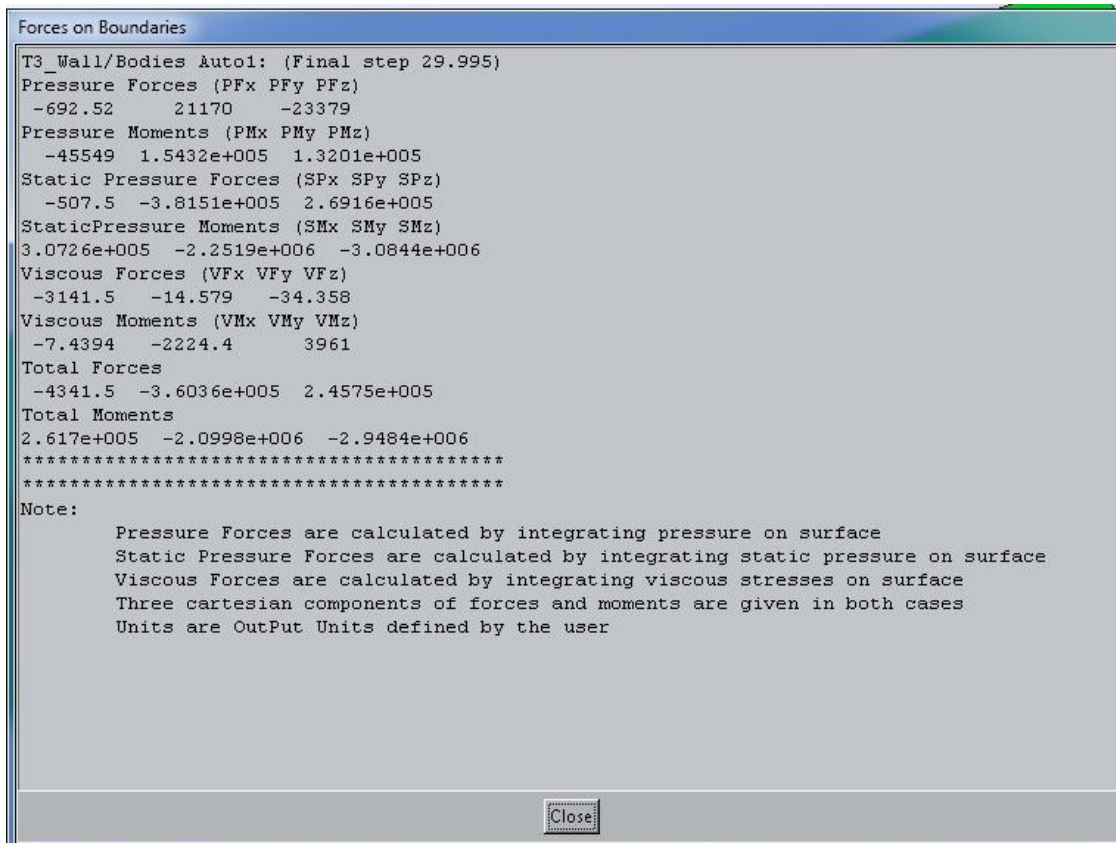 Forces on Boundaries
T3_Wall/Bodies Auto1: (Final step 29.995)
Pressure Forces (PFx PFy PFz)
-692.52 21170 -23379
Pressure Moments (PMx PMy PMz)
-45549 1.5432e+005 1.3201e+005
Static Pressure Forces (SPx SPy SPz)
-507.5 -3.8151e+005 2.6916e+005
StaticPressure Moments (SMx SMy SMz)
3.0726e+005 -2.2519e+006 -3.0844e+006
Viscous Forces (VFx VFy VFz)
-3141.5 -14.579 -34.358
Viscous Moments (VMx VMy VMz)
-7.4394 -2224.4 3961
Total Forces
-4341.5 -3.6036e+005 2.4575e+005
Total Moments
2.617e+005 -2.0998e+006 -2.9484e+006
*****************************************
*****************************************
Note:
Pressure Forces are calculated by integrating pressure on surface
Static Pressure Forces are calculated by integrating static pressure on surface
Viscous Forces are calculated by integrating viscous stresses on surface
Three cartesian components of forces and moments are given in both cases
Units are OutPut Units defined by the user
Close